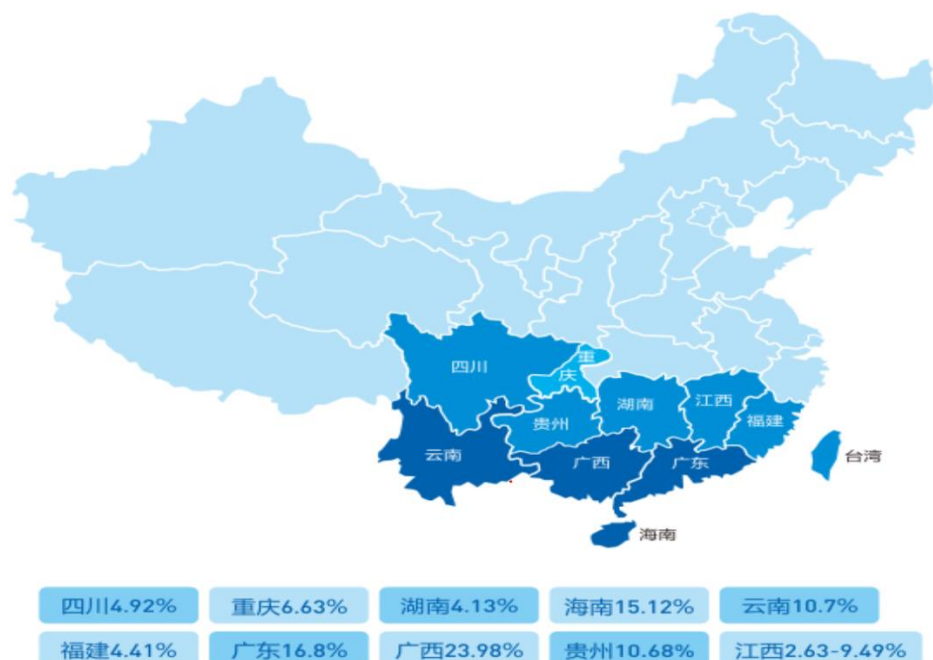 四川
重
庆
湖南
江西
贵州
福建
云南
广西
广东
台湾
海南
四川4.92% 重庆6.63% 湖南4.13% 海南15.12% 云南10.7%
福建4.41% 广东16.8% 广西23.98% 贵州10.68% 江西2.63-9.49%